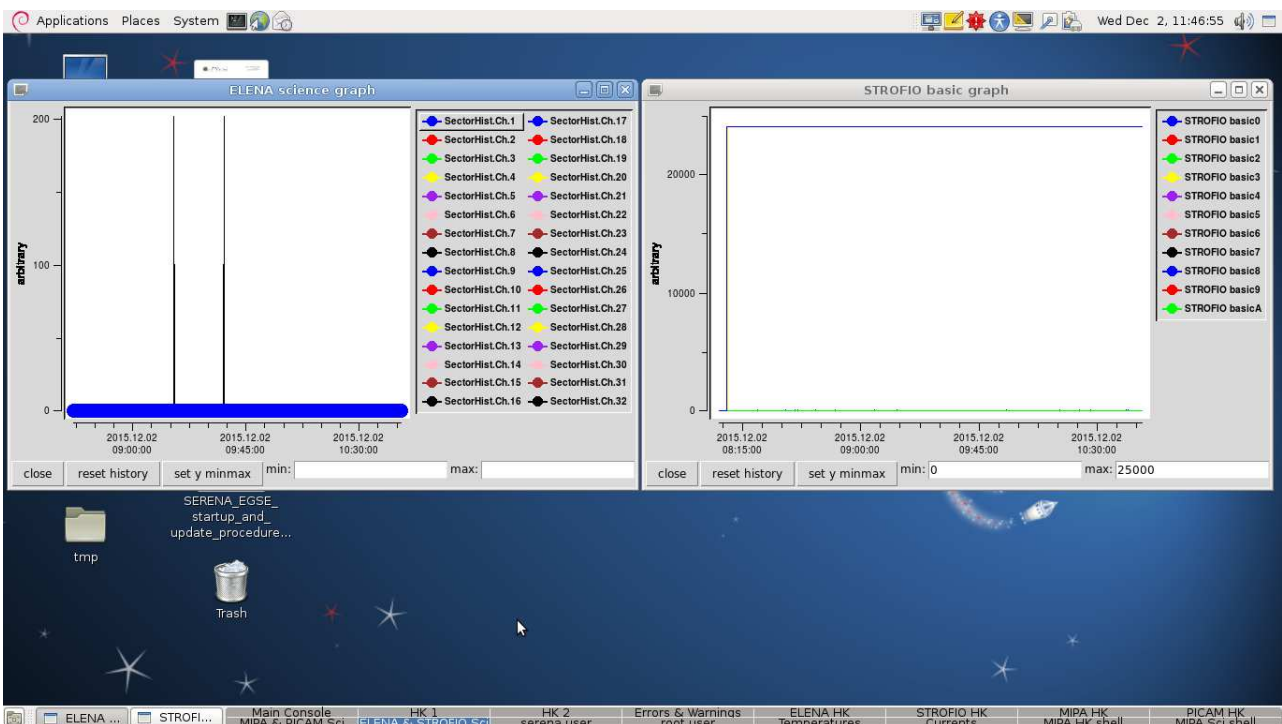 Applications Places System Wed Dec 2, 11:46:55
ELENA science graph
200
100
0
arbitrary
2015.12.02 2015.12.02 2015.12.02
09:00:00 09:45:00 10:30:00
SectorHist.Ch.1 SectorHist.Ch.17
SectorHist.Ch.2 SectorHist.Ch.18
SectorHist.Ch.3 SectorHist.Ch.19
SectorHist.Ch.4 SectorHist.Ch.20
SectorHist.Ch.5 SectorHist.Ch.21
SectorHist.Ch.6 SectorHist.Ch.22
SectorHist.Ch.7 SectorHist.Ch.23
SectorHist.Ch.8 SectorHist.Ch.24
SectorHist.Ch.9 SectorHist.Ch.25
SectorHist.Ch.10 SectorHist.Ch.26
SectorHist.Ch.11 SectorHist.Ch.27
SectorHist.Ch.12 SectorHist.Ch.28
SectorHist.Ch.13 SectorHist.Ch.29
SectorHist.Ch.14 SectorHist.Ch.30
SectorHist.Ch.15 SectorHist.Ch.31
SectorHist.Ch.16 SectorHist.Ch.32
close reset history set y minmax min: max:
STROFIO basic graph
20000
10000
0
arbitrary
2015.12.02 2015.12.02 2015.12.02 2015.12.02
08:15:00 09:00:00 09:45:00 10:30:00
STROFIO basic0
STROFIO basic1
STROFIO basic2
STROFIO basic3
STROFIO basic4
STROFIO basic5
STROFIO basic6
STROFIO basic7
STROFIO basic8
STROFIO basic9
STROFIO basicA
close reset history set y minmax min: 0 max: 25000
SERENA_EGSE_
startup_and_
update_procedure...
tmp
Trash
ELENA ... STROFI...
Main Console HK 1 HK 2 Errors & Warnings ELENA HK STROFIO HK MIPA HK PICAM HK
MIPA & PICAM Sci ELENA & STROFIO Sci serena user root user Temperatures Currents MIPA HK shell MIPA Sci shell